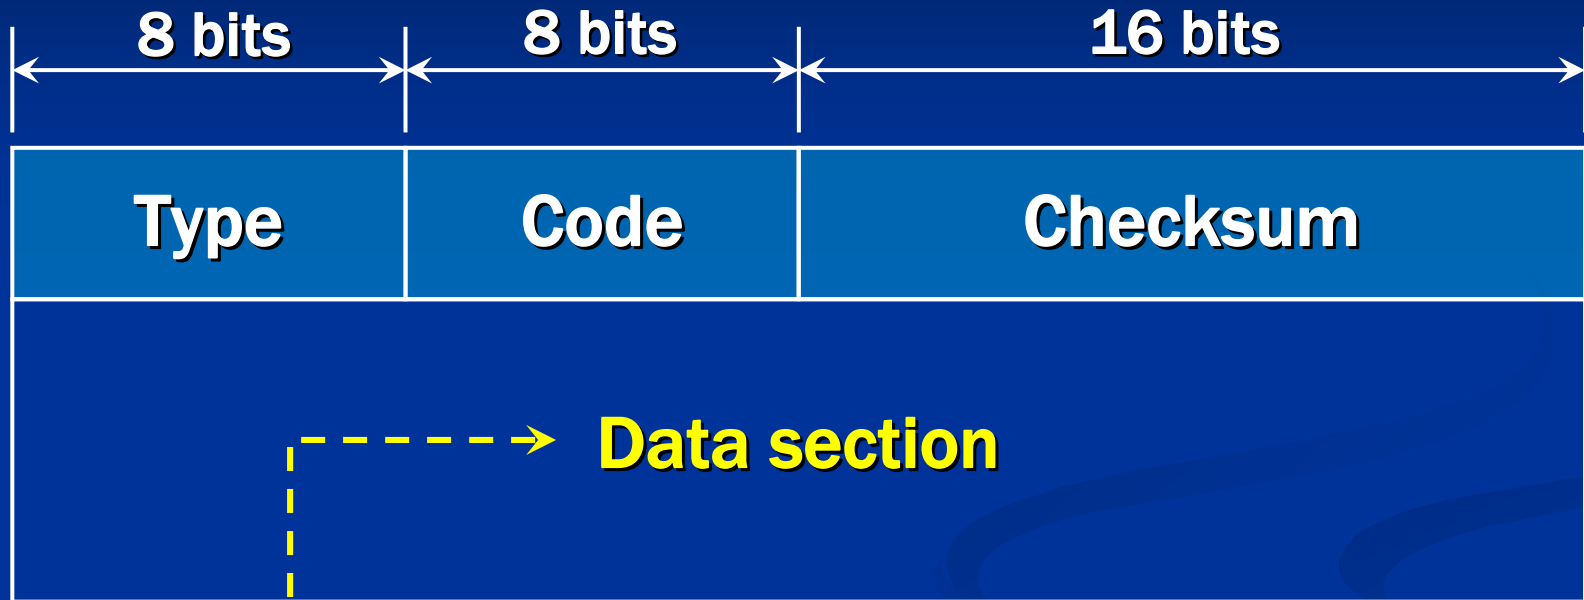 8 bits 8 bits 16 bits
Type Code Checksum
Data section